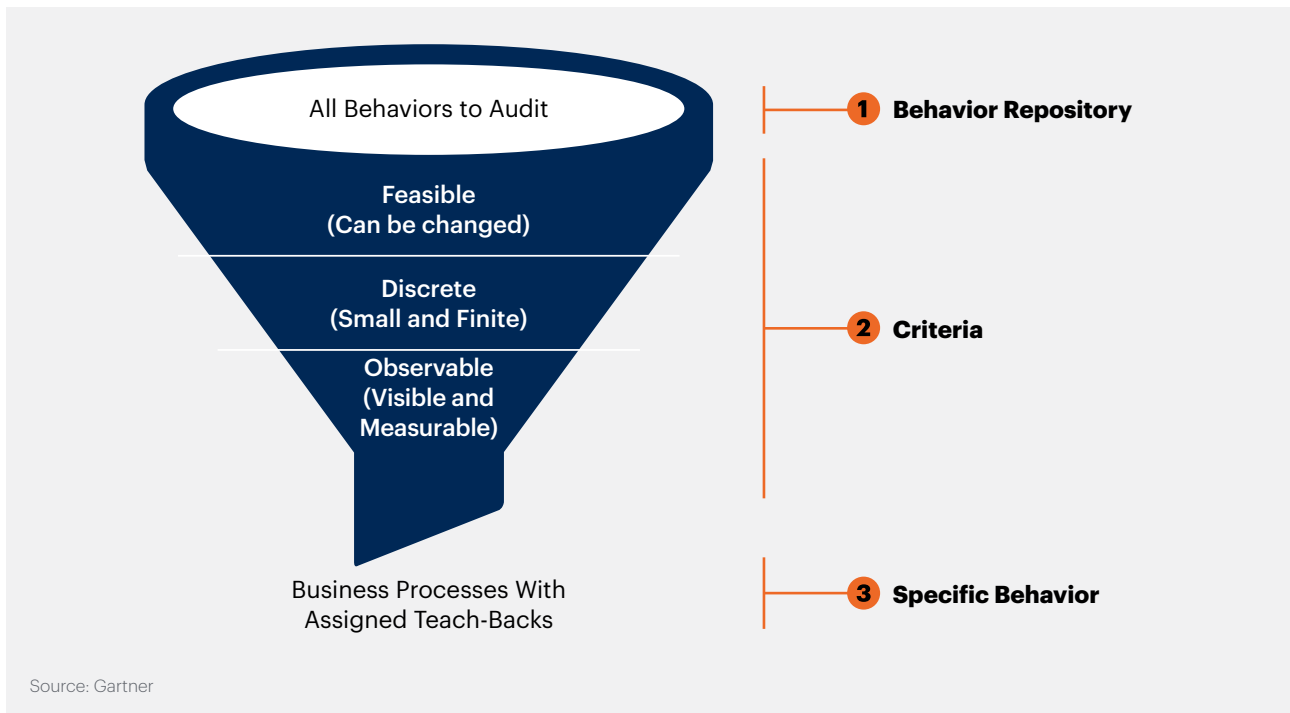 All Behaviors to Audit
1 Behavior Repository
Feasible
(Can be changed)
Discrete
(Small and Finite)
2 Criteria
Observable
(Visible and
Measurable)
Business Processes With
Assigned Teach-Backs
3 Specific Behavior
Source: Gartner